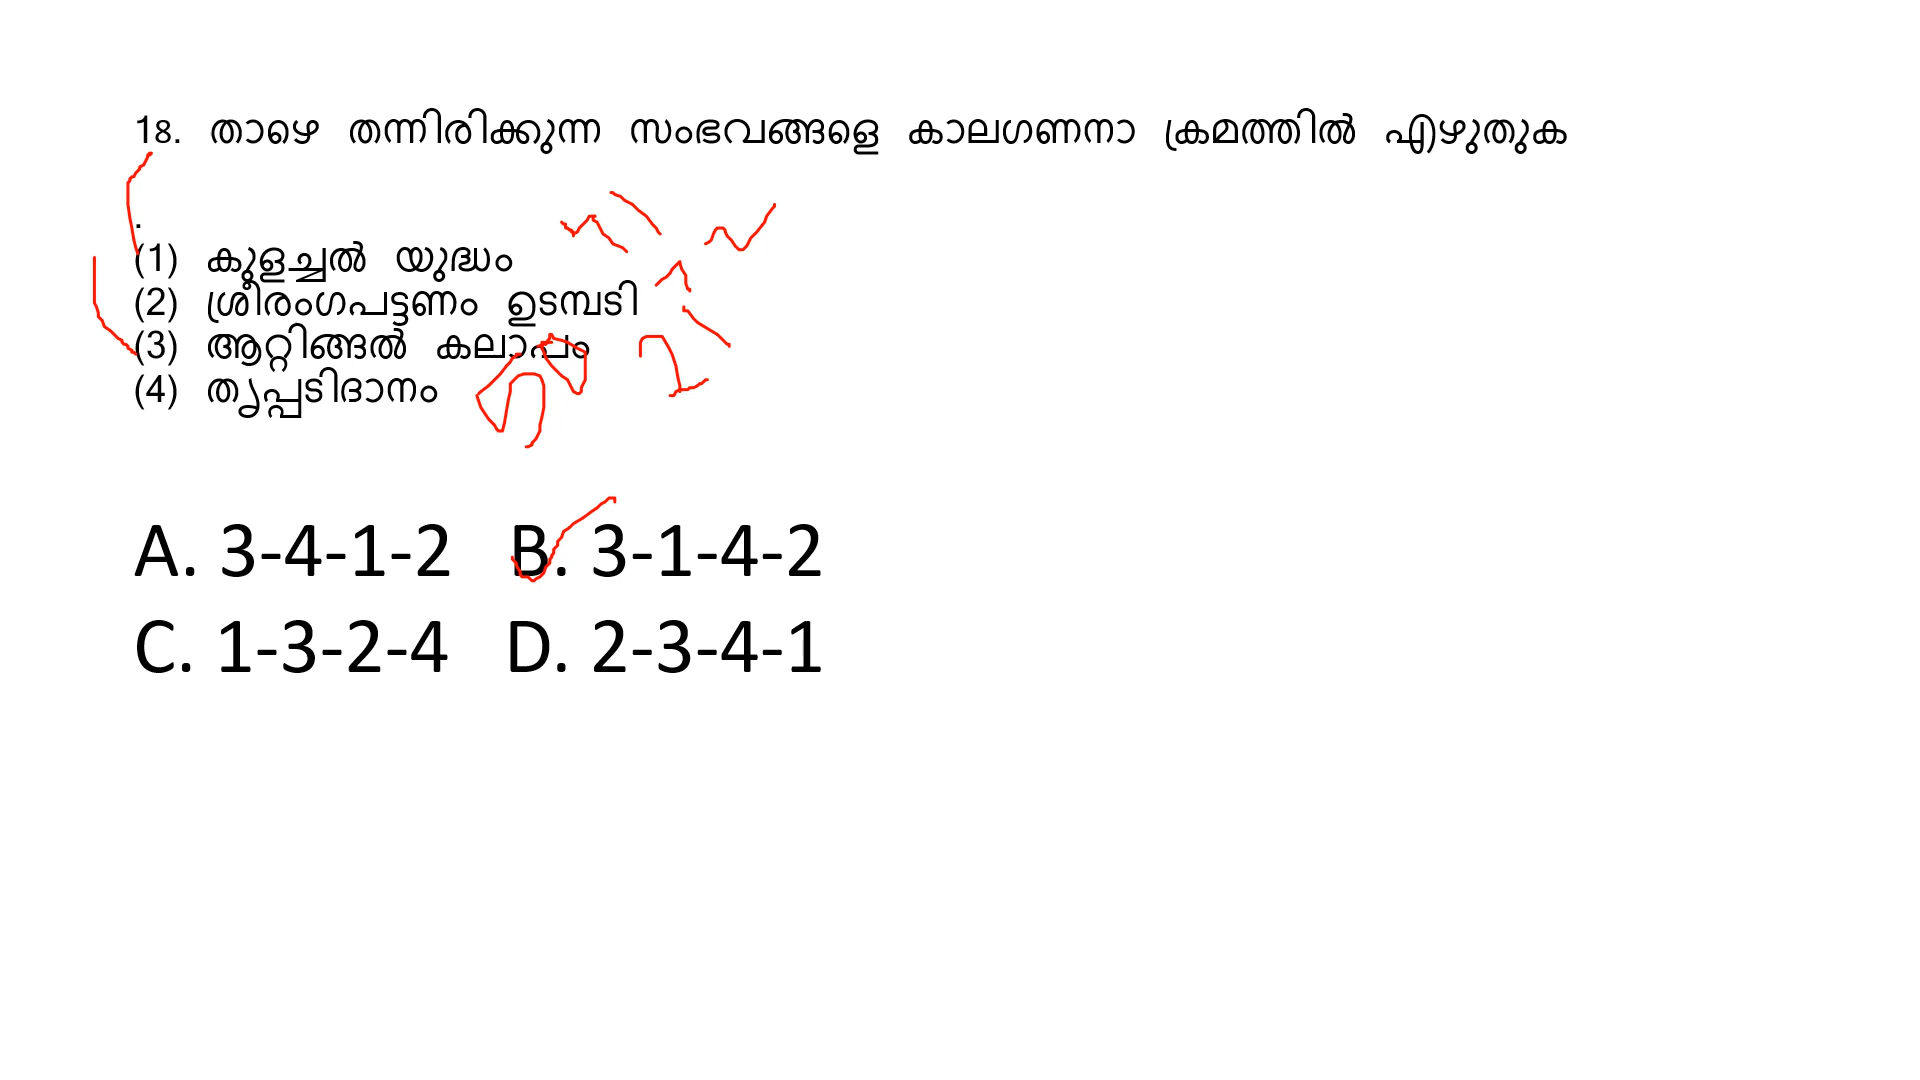 18. താഴെ തന്നിരിക്കുന്ന സംഭവങ്ങളെ കാലഗണനാ ക്രമത്തിൽ എഴുതുക
.
(1) കുളച്ചൽ യുദ്ധം
(2) ശ്രീരംഗപട്ടണം ഉടമ്പടി
(3) ആറ്റിങ്ങൽ കലാപം
(4) തൃപ്പടിദാനം
A. 3-4-1-2 B. 3-1-4-2
C. 1-3-2-4 D. 2-3-4-1